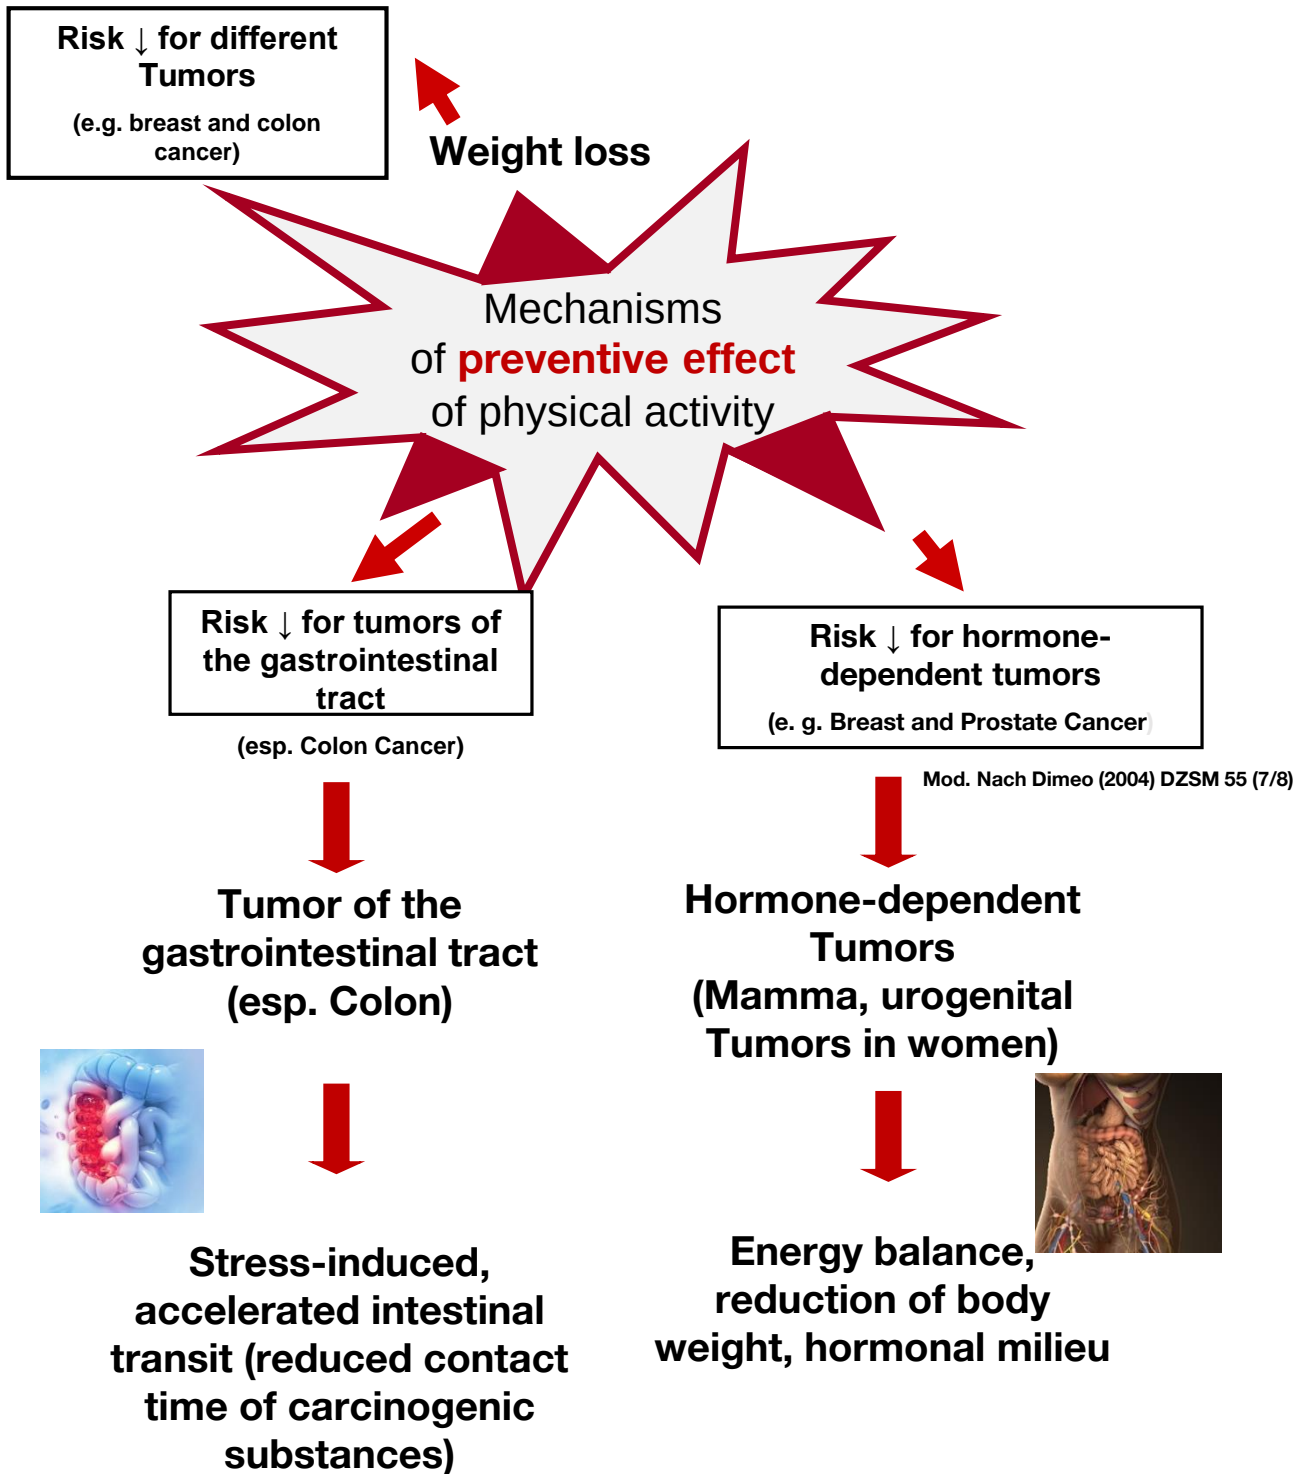 Risk ↓ for different
Tumors
(e.g. breast and colon
cancer)
Weight loss
Mechanisms
of preventive effect
of physical activity
Risk ↓ for tumors of
the gastrointestinal
tract
(esp. Colon Cancer)
Risk ↓ for hormone-
dependent tumors
(e. g. Breast and Prostate Cancer)
Mod. Nach Dimeo (2004) DZSM 55 (7/8)
Tumor of the
gastrointestinal tract
(esp. Colon)
Hormone-dependent
Tumors
(Mamma, urogenital
Tumors in women)
Stress-induced,
accelerated intestinal
transit (reduced contact
time of carcinogenic
substances)
Energy balance,
reduction of body
weight, hormonal milieu